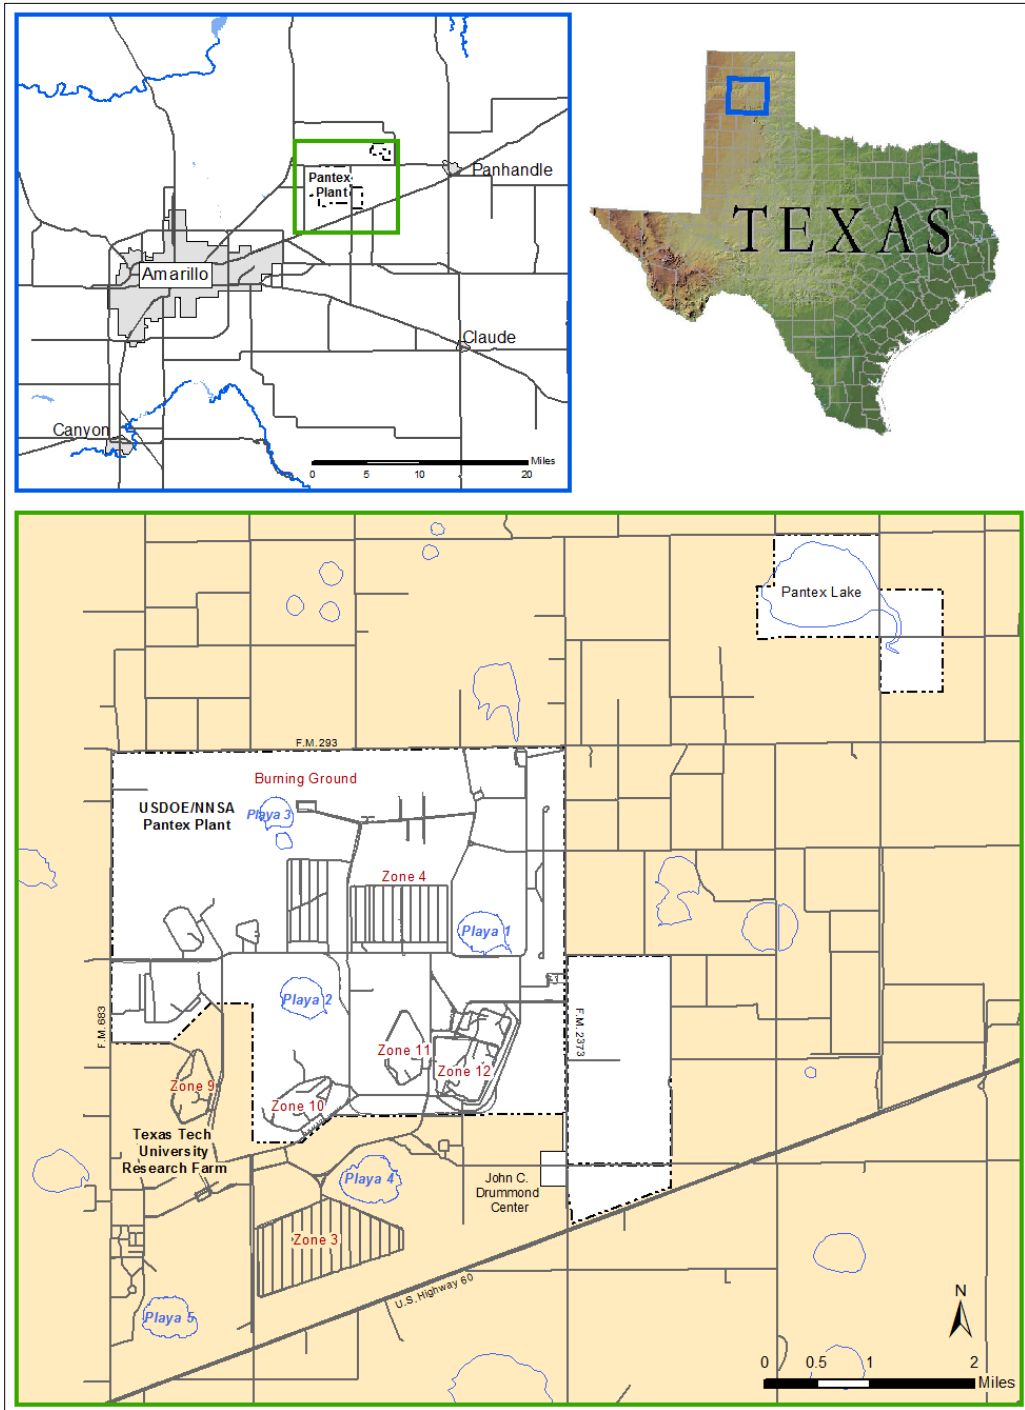 Panhandle
Pantex
Plant
Amarillo
Claude
Canyon
Miles
0 5 10 20
TEXAS
Pantex Lake
F.M. 293
Burning Ground
USDOE/NNSA
Pantex Plant
Playa 3
Zone 4
Playa 1
Playa 2
F.M. 683
F.M. 2373
Zone 11
Zone 12
Zone 9
Zone 10
Texas Tech
University
Research Farm
Playa 4
John C.
Drummond
Center
Zone 3
U.S. Highway 60
Playa 5
N
0 0.5 1 2
Miles